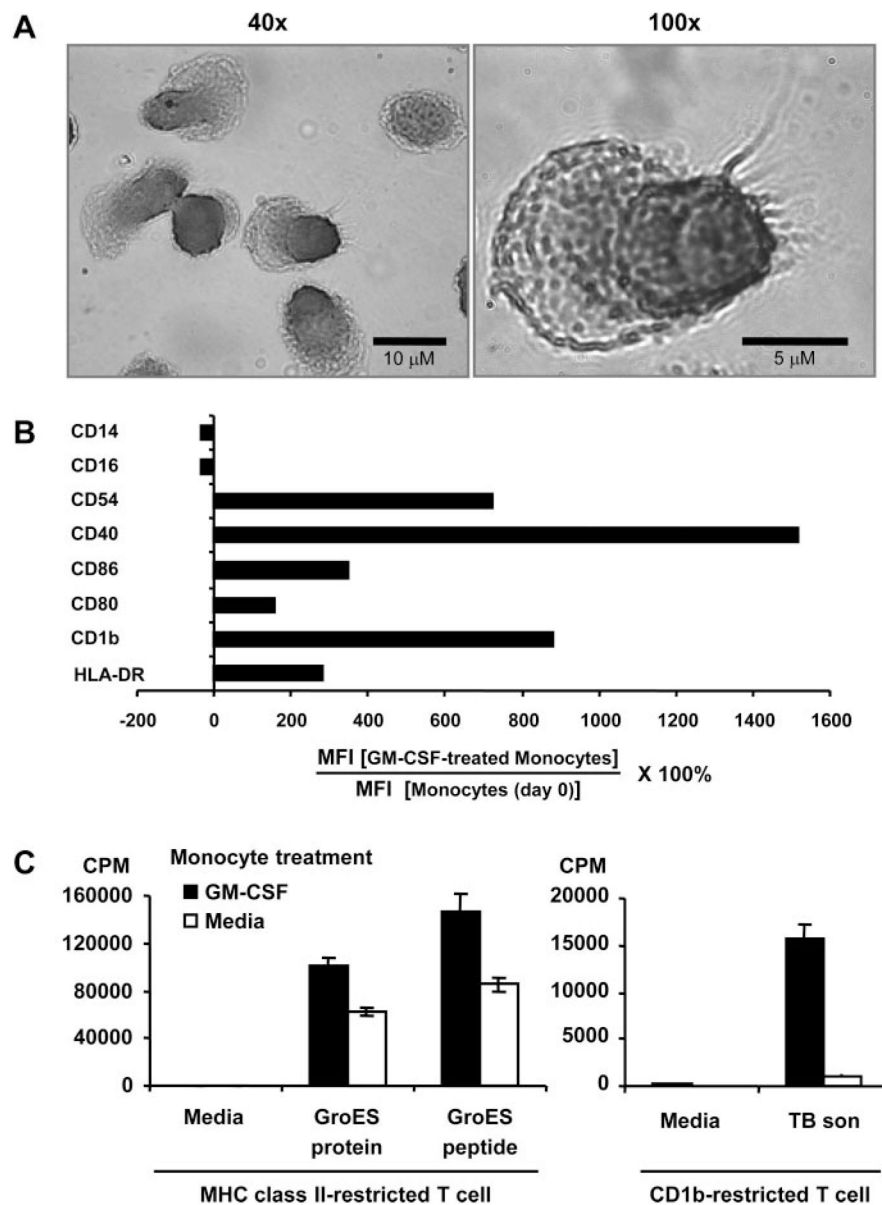 A
40x
100x
10 μM
5 μM
B
CD14
CD16
CD54
CD40
CD86
CD80
CD1b
HLA-DR
-200 0 200 400 600 800 1000 1200 1400 1600
MFI [GM-CSF-treated Monocytes]
MFI [Monocytes (day 0)]
X 100%
C
CPM
Monocyte treatment
GM-CSF
Media
160000
120000
80000
40000
0
Media
GroES protein
GroES peptide
MHC class II-restricted T cell
CPM
20000
15000
10000
5000
0
Media
TB son
CD1b-restricted T cell